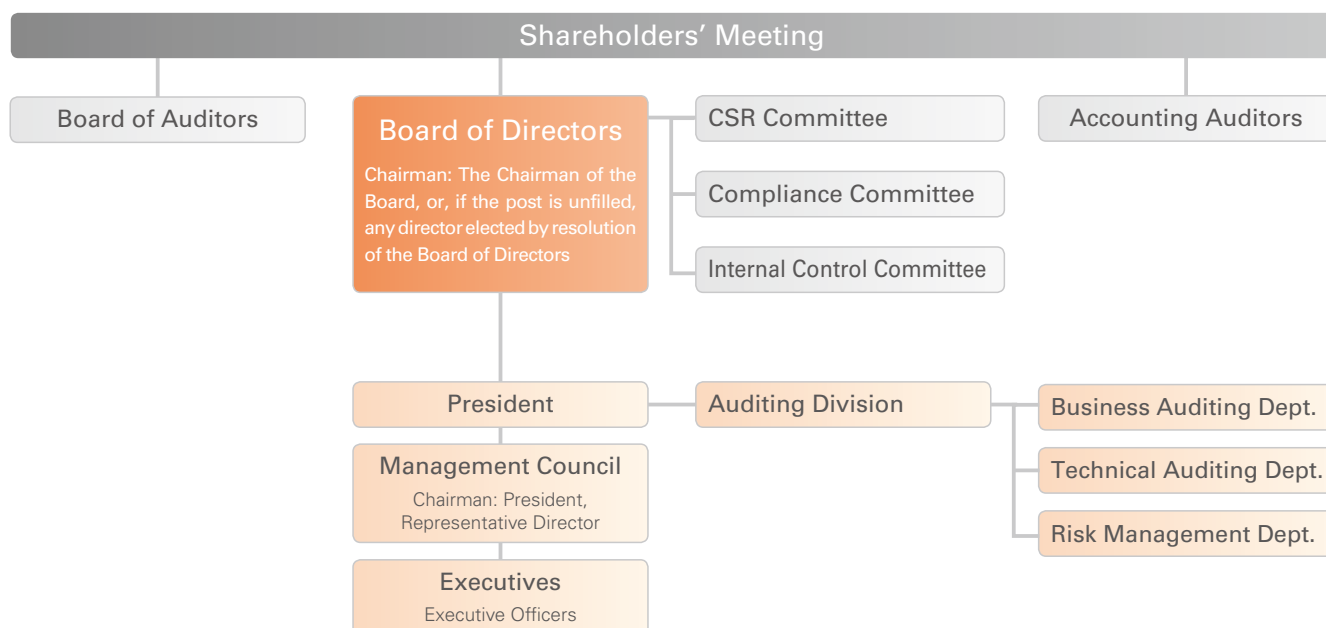 Shareholders’ Meeting
Board of Auditors
Board of Directors
Chairman: The Chairman of the
Board, or, if the post is unfilled,
any director elected by resolution
of the Board of Directors
CSR Committee
Compliance Committee
Internal Control Committee
Accounting Auditors
President
Auditing Division
Business Auditing Dept.
Technical Auditing Dept.
Risk Management Dept.
Management Council
Chairman: President,
Representative Director
Executives
Executive Officers